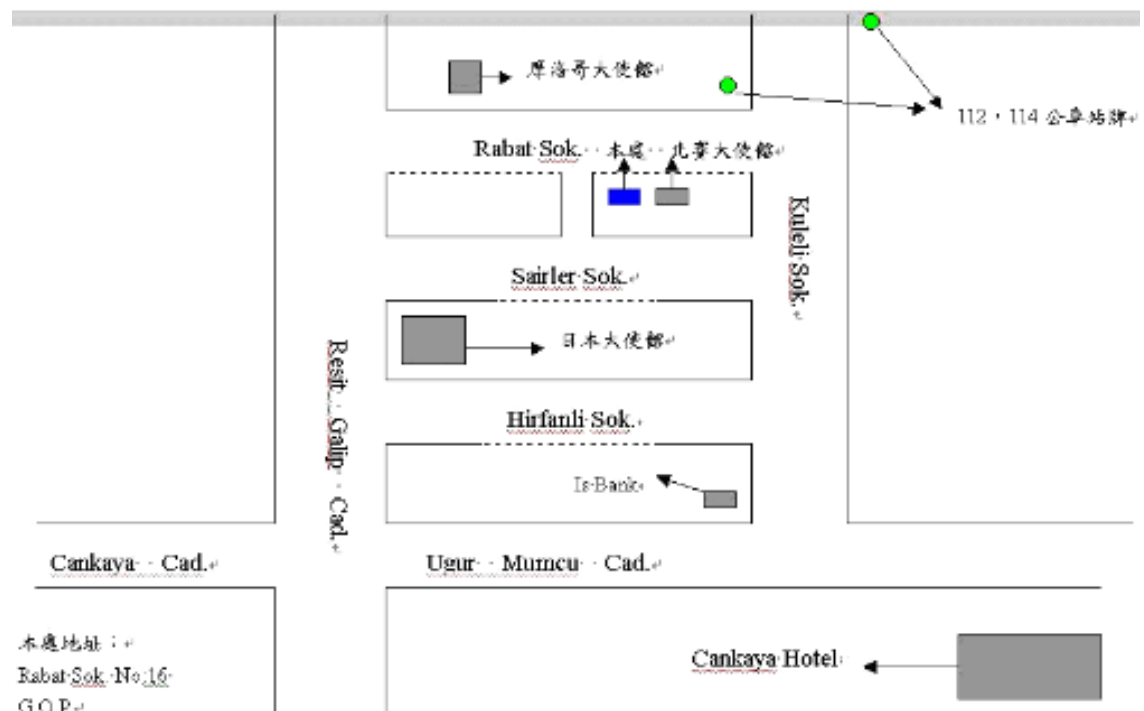 摩洛哥大使館
112，114 公車站牌
Rabat Sok. 本處 北賽大使館
Kuleli Sok.
Sairler Sok.
日本大使館
Resit Galip Cad.
Hirfanli Sok.
Is Bank
Cankaya Cad.
Ugur Mumcu Cad.
本處地址：
Rabat Sok. No:16
G.O.P.
Cankaya Hotel